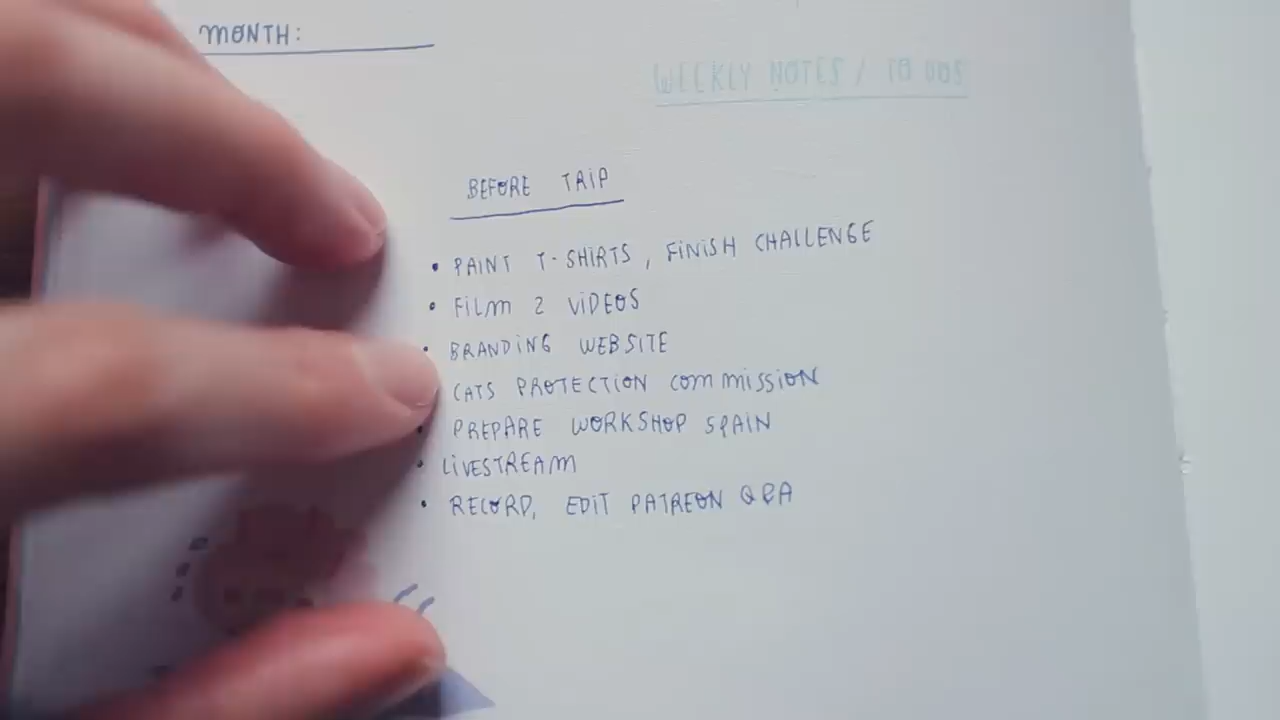 MONTH:
WEEKLY NOTES / TO DOS
BEFORE TRIP
• PAINT T-SHIRTS, FINISH CHALLENGE
• FILM 2 VIDEOS
• BRANDING WEBSITE
CATS PROTECTION COMMISSION
• PREPARE WORKSHOP SPAIN
• LIVESTREAM
• RECORD, EDIT PATREON Q&A